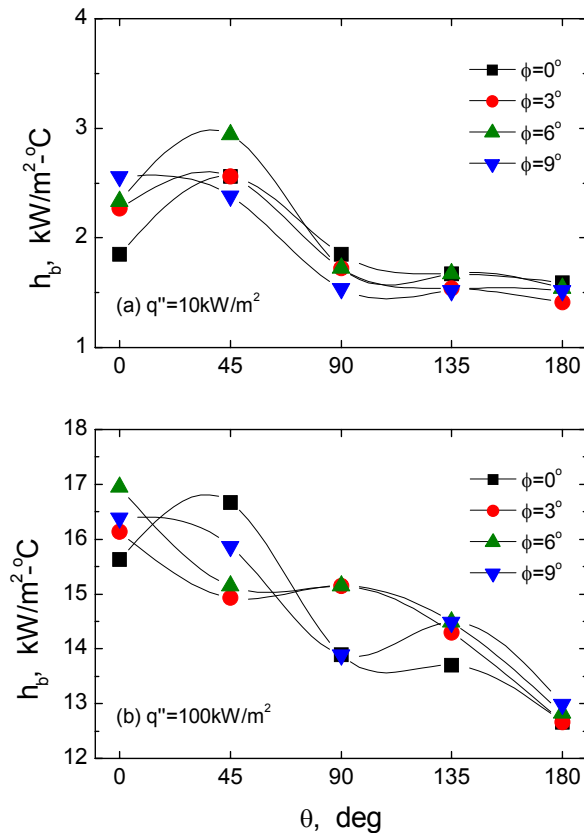 4
3
2
1
h_b, kW/m²-°C
ϕ=0°
ϕ=3°
ϕ=6°
ϕ=9°
(a) q"=10kW/m²
0 45 90 135 180
18
17
16
15
14
13
12
h_b, kW/m²-°C
ϕ=0°
ϕ=3°
ϕ=6°
ϕ=9°
(b) q"=100kW/m²
0 45 90 135 180
θ, deg